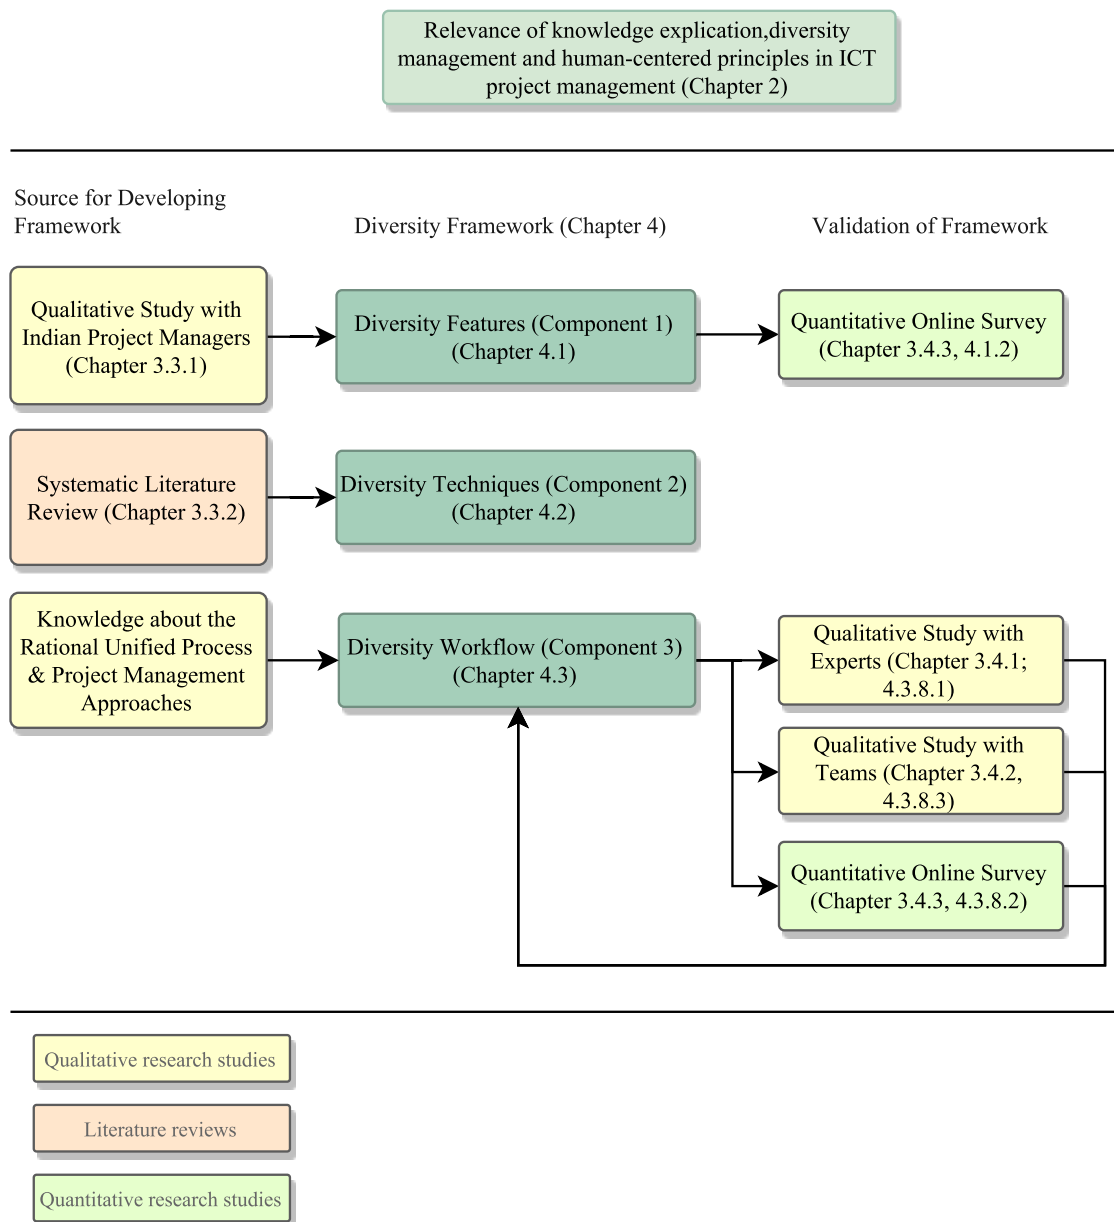 Relevance of knowledge explication,diversity
management and human-centered principles in ICT
project management (Chapter 2)
Source for Developing
Framework
Diversity Framework (Chapter 4)
Validation of Framework
Qualitative Study with
Indian Project Managers
(Chapter 3.3.1)
Diversity Features (Component 1)
(Chapter 4.1)
Quantitative Online Survey
(Chapter 3.4.3, 4.1.2)
Systematic Literature
Review (Chapter 3.3.2)
Diversity Techniques (Component 2)
(Chapter 4.2)
Knowledge about the
Rational Unified Process
& Project Management
Approaches
Diversity Workflow (Component 3)
(Chapter 4.3)
Qualitative Study with
Experts (Chapter 3.4.1;
4.3.8.1)
Qualitative Study with
Teams (Chapter 3.4.2,
4.3.8.3)
Quantitative Online Survey
(Chapter 3.4.3, 4.3.8.2)
Qualitative research studies
Literature reviews
Quantitative research studies